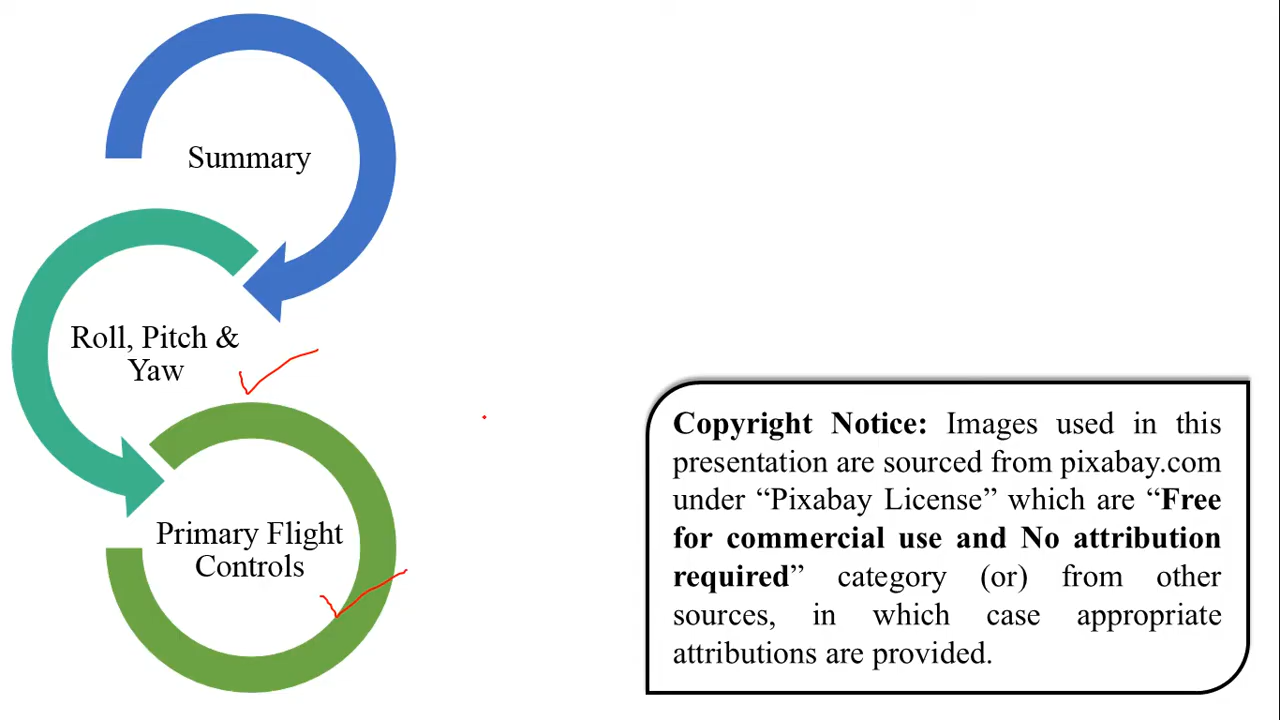 Summary
Roll, Pitch &
Yaw
Primary Flight
Controls
Copyright Notice: Images used in this
presentation are sourced from pixabay.com
under “Pixabay License” which are “Free
for commercial use and No attribution
required” category (or) from other
sources, in which case appropriate
attributions are provided.